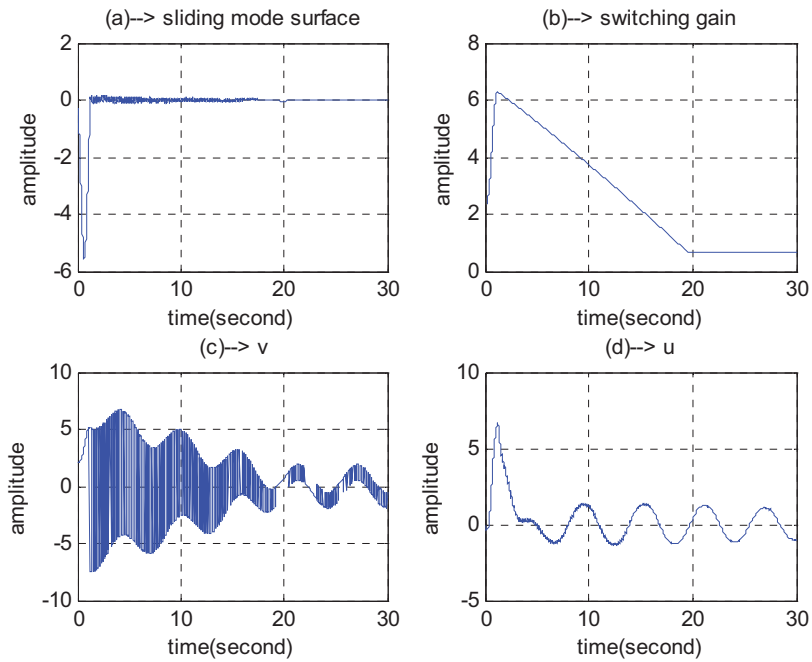 (a)--> sliding mode surface
2
0
-2
-4
-6
amplitude
0 10 20 30
time(second)
(b)--> switching gain
8
6
4
2
0
amplitude
0 10 20 30
time(second)
(c)--> v
10
5
0
-5
-10
amplitude
0 10 20 30
time(second)
(d)--> u
10
5
0
-5
amplitude
0 10 20 30
time(second)